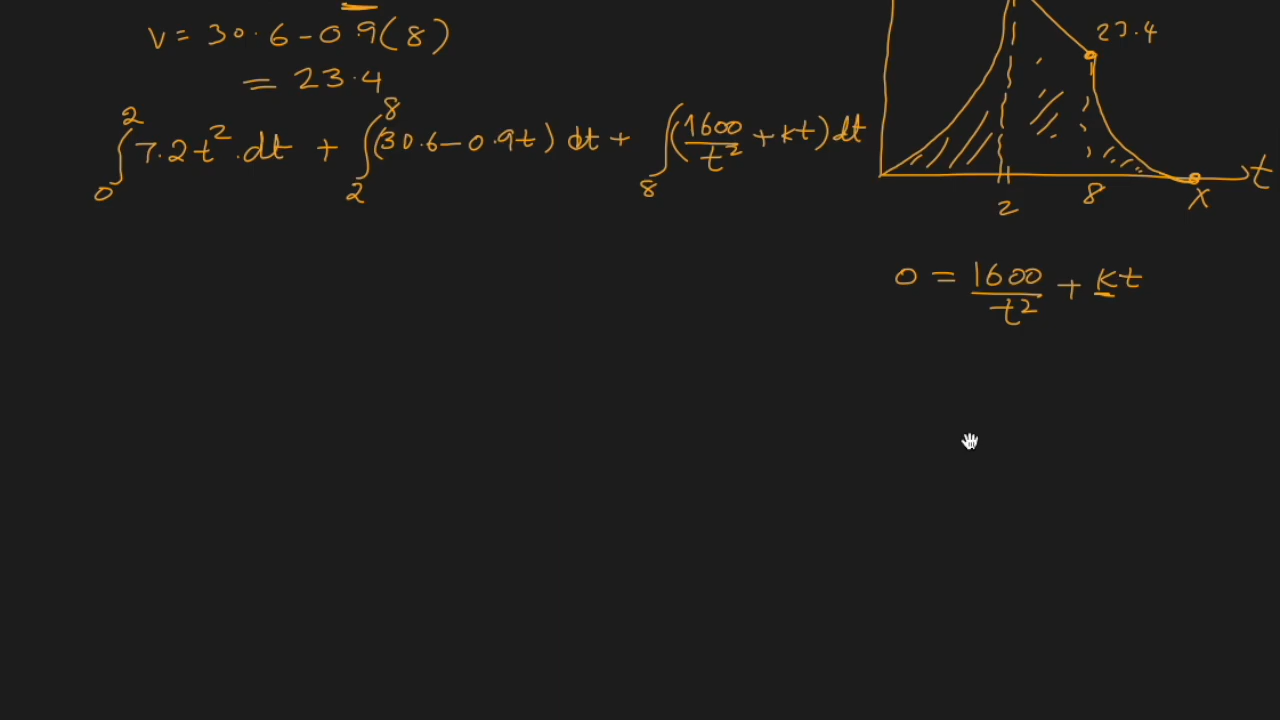 v = 30.6 - 0.9(8)
= 23.4
∫₀² 7.2t².dt + ∫₂⁸ (30.6 - 0.9t) dt + ∫₈ (1600/t² + kt) dt
23.4
2 8 x t
0 = 1600/t² + kt